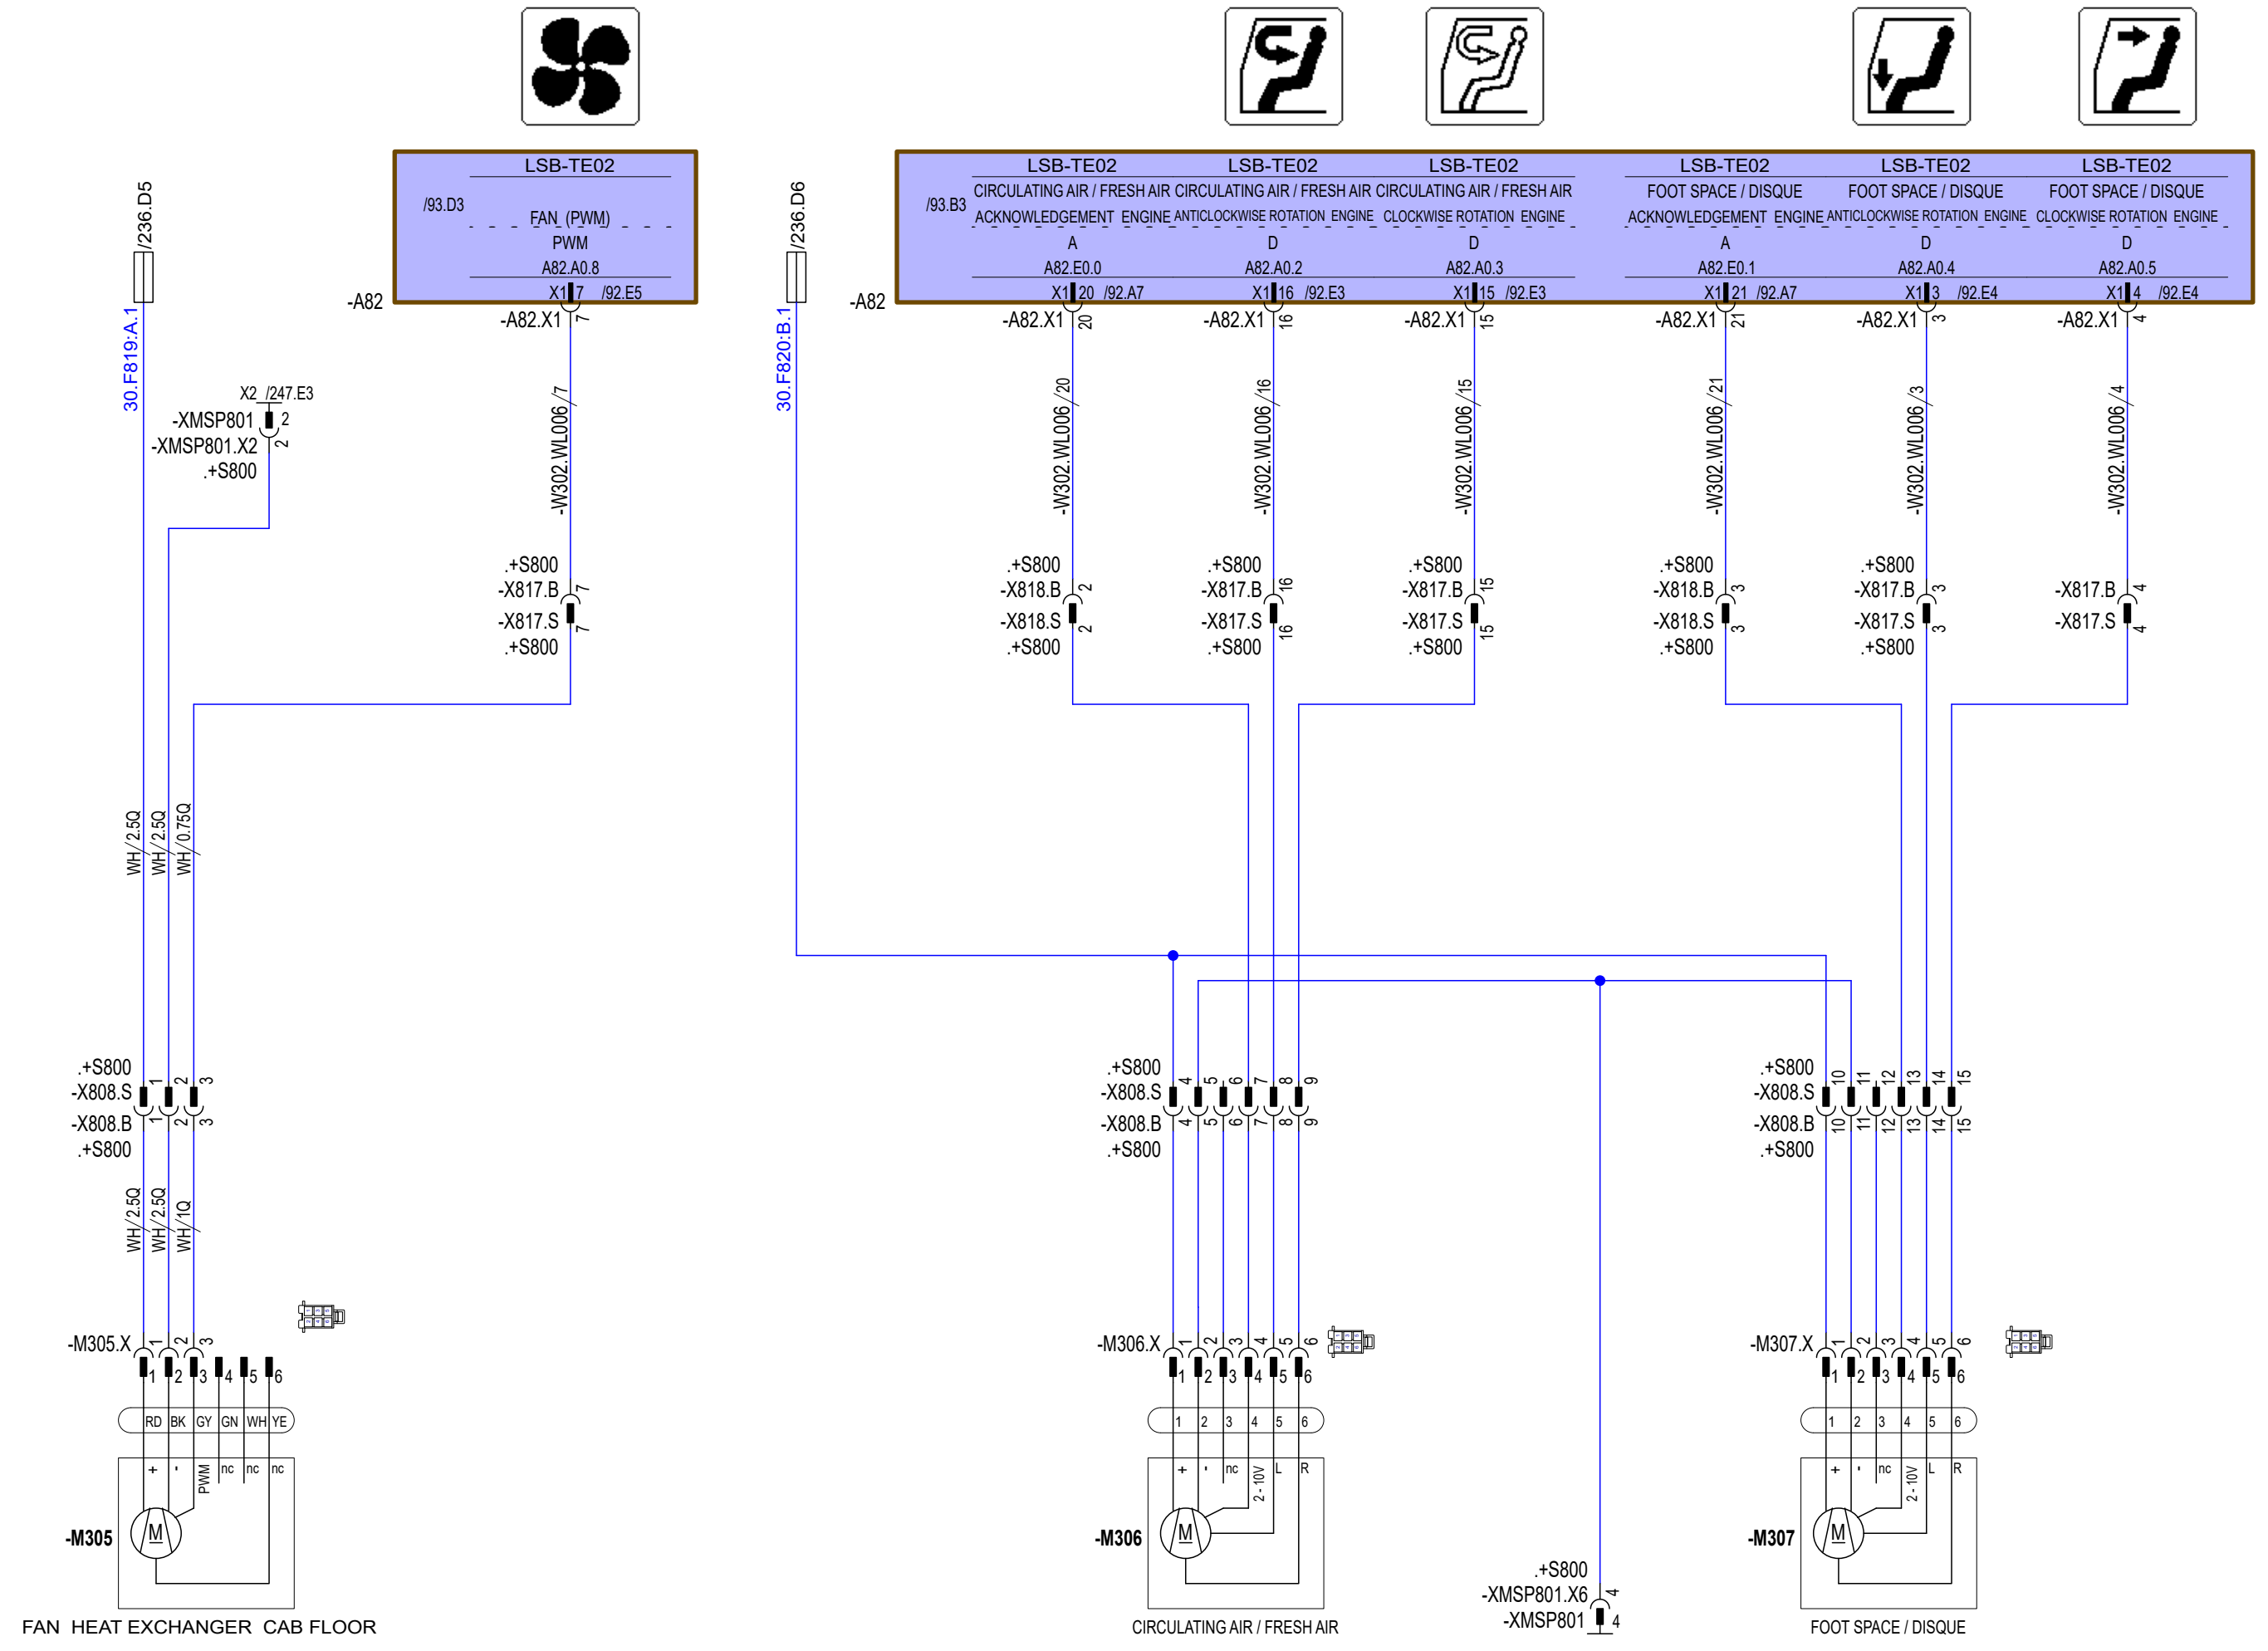 LSB-TE02
/93.D3
FAN (PWM)
PWM
A82.A0.8
X1 7 /92.E5
-A82
-A82.X1 7
/236.D5
30.F819:A.1
X2 /247.E3
-XMSP801 2
-XMSP801.X2 2
.+S800
-W302.WL006 /7
.+S800
-X817.B 7
-X817.S 7
.+S800
WH/2.5Q WH/2.5Q WH/0.75Q
.+S800
-X808.S 1 2 3
-X808.B 1 2 3
.+S800
WH/2.5Q WH/2.5Q WH/1Q
-M305.X 1 2 3
1 2 3 4 5 6
RD BK GY GN WH YE
+ - PWM nc nc nc
M
-M305
FAN HEAT EXCHANGER CAB FLOOR
/236.D6
30.F820:B.1
LSB-TE02 LSB-TE02 LSB-TE02 LSB-TE02 LSB-TE02 LSB-TE02
CIRCULATING AIR / FRESH AIR CIRCULATING AIR / FRESH AIR CIRCULATING AIR / FRESH AIR FOOT SPACE / DISQUE FOOT SPACE / DISQUE FOOT SPACE / DISQUE
/93.B3
ACKNOWLEDGEMENT ENGINE ANTICLOCKWISE ROTATION ENGINE CLOCKWISE ROTATION ENGINE ACKNOWLEDGEMENT ENGINE ANTICLOCKWISE ROTATION ENGINE CLOCKWISE ROTATION ENGINE
A D D A D D
A82.E0.0 A82.A0.2 A82.A0.3 A82.E0.1 A82.A0.4 A82.A0.5
X1 20 /92.A7 X1 16 /92.E3 X1 15 /92.E3 X1 21 /92.A7 X1 3 /92.E4 X1 4 /92.E4
-A82
-A82.X1 20 -A82.X1 16 -A82.X1 15 -A82.X1 21 -A82.X1 3 -A82.X1 4
-W302.WL006 /20 -W302.WL006 /16 -W302.WL006 /15 -W302.WL006 /21 -W302.WL006 /3 -W302.WL006 /4
.+S800 .+S800 .+S800 .+S800 .+S800
-X818.B 2 -X817.B 16 -X817.B 15 -X818.B 3 -X817.B 3 -X817.B 4
-X818.S 2 -X817.S 16 -X817.S 15 -X818.S 3 -X817.S 3 -X817.S 4
.+S800 .+S800 .+S800 .+S800 .+S800
.+S800
-X808.S 4 5 6 7 8 9
-X808.B 4 5 6 7 8 9
.+S800
-M306.X 1 2 3 4 5 6
1 2 3 4 5 6
1 2 3 4 5 6
+ - nc 2 - 10V L R
M
-M306
CIRCULATING AIR / FRESH AIR
.+S800
-XMSP801.X6 4
-XMSP801 4
.+S800
-X808.S 10 11 12 13 14 15
-X808.B 10 11 12 13 14 15
.+S800
-M307.X 1 2 3 4 5 6
1 2 3 4 5 6
1 2 3 4 5 6
+ - nc 2 - 10V L R
M
-M307
FOOT SPACE / DISQUE